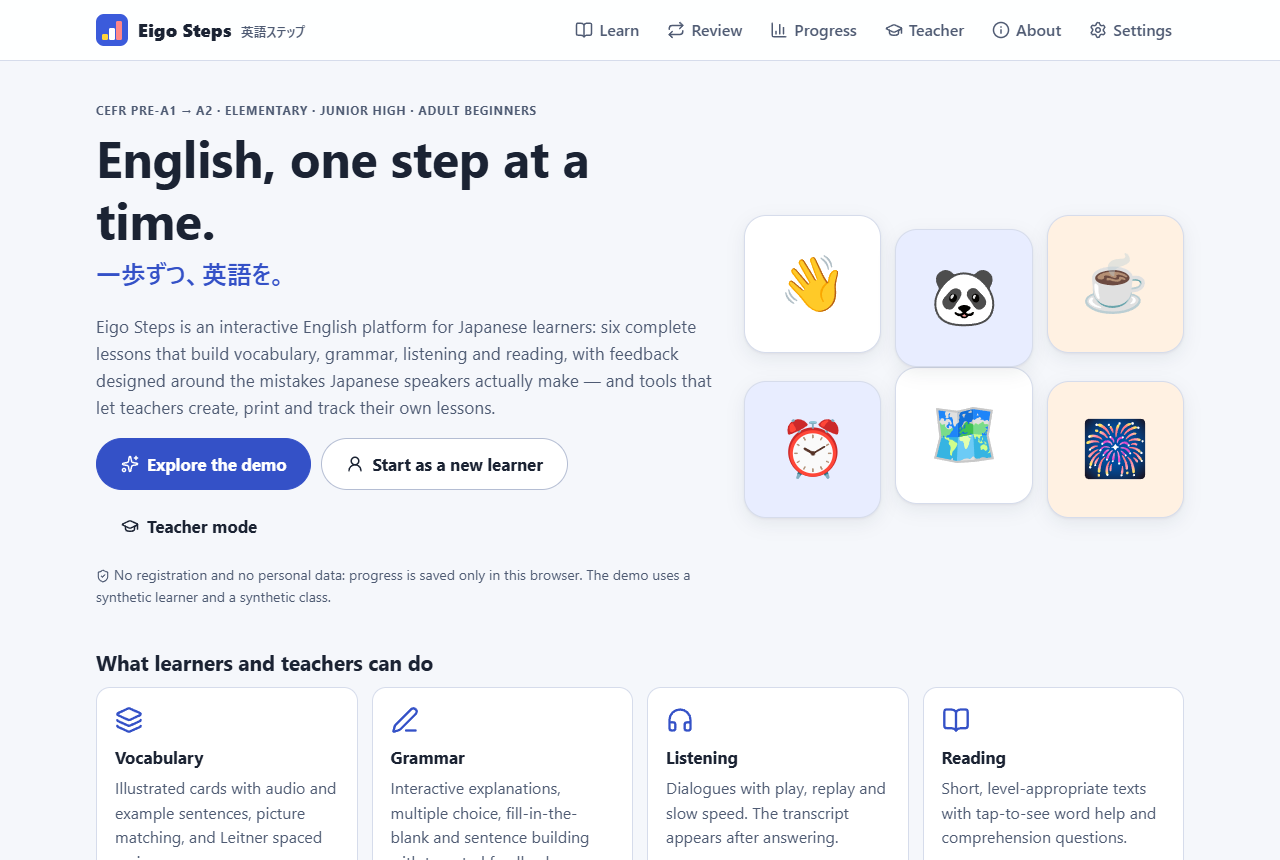 Eigo Steps 英語ステップ
Learn
Review
Progress
Teacher
About
Settings
CEFR PRE-A1 → A2 · ELEMENTARY · JUNIOR HIGH · ADULT BEGINNERS
English, one step at a
time.
一歩ずつ、英語を。
Eigo Steps is an interactive English platform for Japanese learners: six complete
lessons that build vocabulary, grammar, listening and reading, with feedback
designed around the mistakes Japanese speakers actually make — and tools that
let teachers create, print and track their own lessons.
Explore the demo
Start as a new learner
Teacher mode
No registration and no personal data: progress is saved only in this browser. The demo uses a
synthetic learner and a synthetic class.
What learners and teachers can do
Vocabulary
Illustrated cards with audio and
example sentences, picture
matching, and Leitner spaced
Grammar
Interactive explanations,
multiple choice, fill-in-the-
blank and sentence building
Listening
Dialogues with play, replay and
slow speed. The transcript
appears after answering.
Reading
Short, level-appropriate texts
with tap-to-see word help and
comprehension questions.